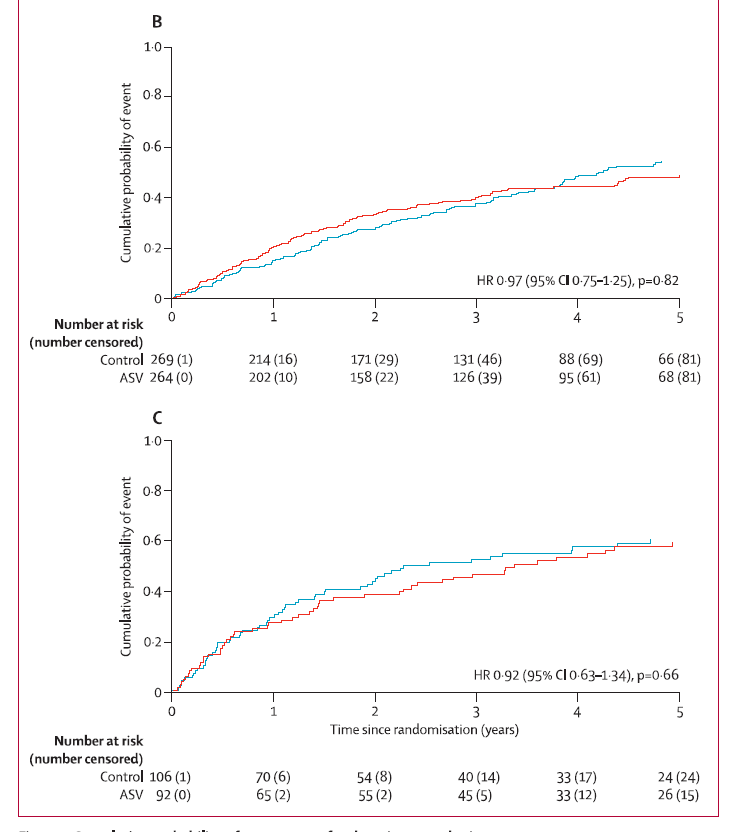 B
1·0
0·8
0·6
0·4
0·2
0
Cumulative probability of event
HR 0·97 (95% CI 0·75–1·25), p=0·82
0 1 2 3 4 5
Number at risk
(number censored)
Control 269 (1) 214 (16) 171 (29) 131 (46) 88 (69) 66 (81)
ASV 264 (0) 202 (10) 158 (22) 126 (39) 95 (61) 68 (81)
C
1·0
0·8
0·6
0·4
0·2
0
Cumulative probability of event
HR 0·92 (95% CI 0·63–1·34), p=0·66
0 1 2 3 4 5
Time since randomisation (years)
Number at risk
(number censored)
Control 106 (1) 70 (6) 54 (8) 40 (14) 33 (17) 24 (24)
ASV 92 (0) 65 (2) 55 (2) 45 (5) 33 (12) 26 (15)